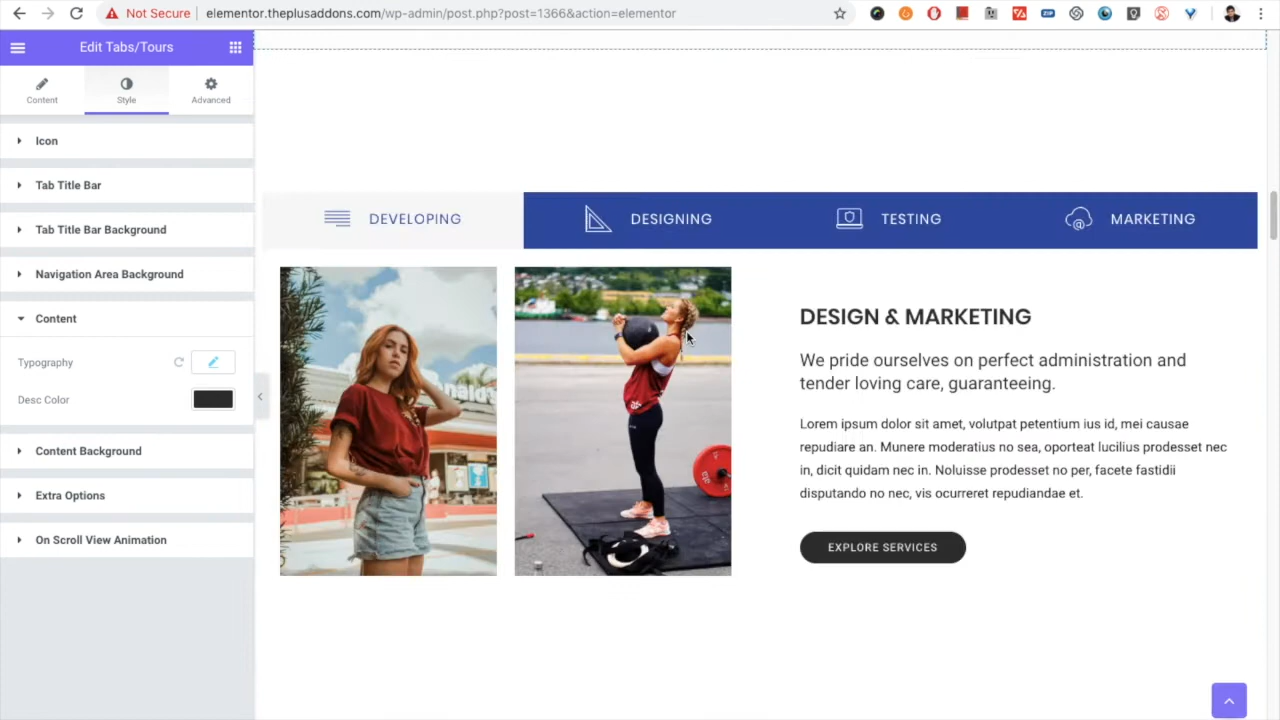 Not Secure
elementor.theplusaddons.com/wp-admin/post.php?post=1366&action=elementor
ZIP
Edit Tabs/Tours
Content
Style
Advanced
Icon
Tab Title Bar
Tab Title Bar Background
Navigation Area Background
Content
Typography
Desc Color
Content Background
Extra Options
On Scroll View Animation
DEVELOPING
DESIGNING
TESTING
MARKETING
DESIGN & MARKETING
We pride ourselves on perfect administration and
tender loving care, guaranteeing.
Lorem ipsum dolor sit amet, volutpat petentium ius id, mei causae
repudiare an. Munere moderatius no sea, oporteat lucilius prodesset nec
in, dicit quidam nec in. Noluisse prodesset no per, facete fastidii
disputando no nec, vis ocurreret repudiandae et.
EXPLORE SERVICES